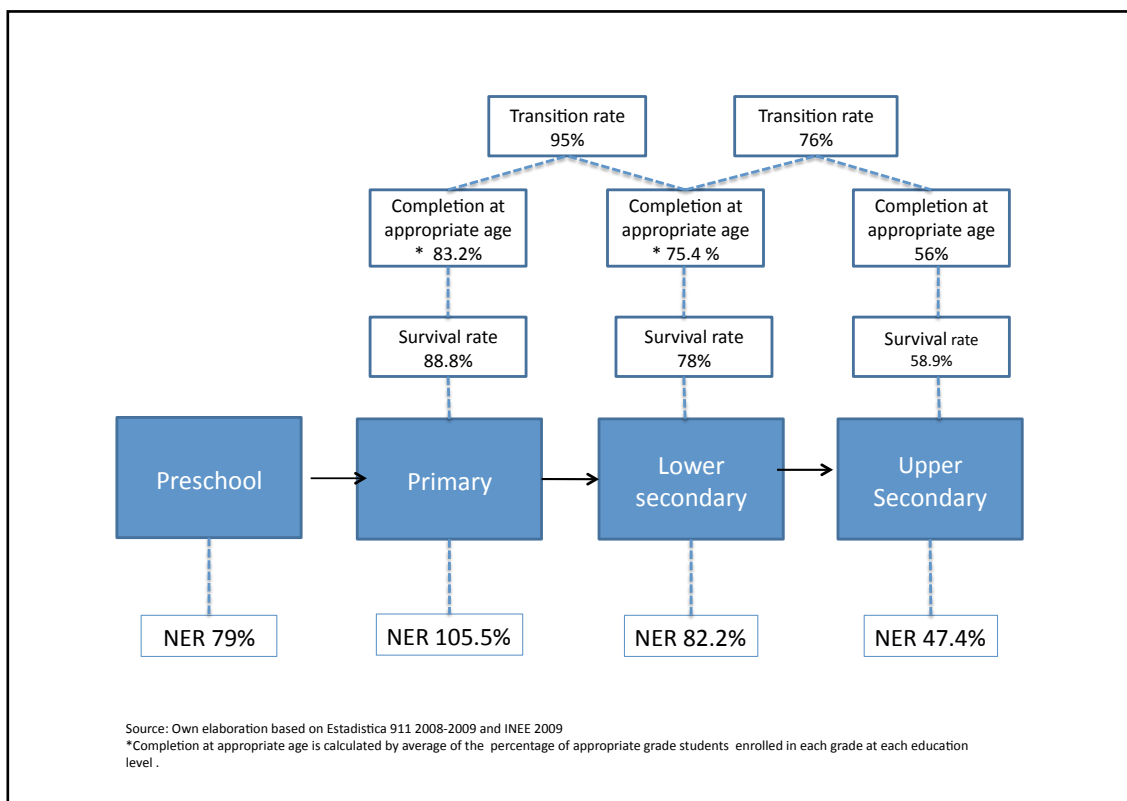 Transition rate
95%
Transition rate
76%
Completion at
appropriate age
* 83.2%
Completion at
appropriate age
* 75.4 %
Completion at
appropriate age
56%
Survival rate
88.8%
Survival rate
78%
Survival rate
58.9%
Preschool
Primary
Lower
secondary
Upper
Secondary
NER 79%
NER 105.5%
NER 82.2%
NER 47.4%
Source: Own elaboration based on Estadistica 911 2008-2009 and INEE 2009
*Completion at appropriate age is calculated by average of the percentage of appropriate grade students enrolled in each grade at each education
level .